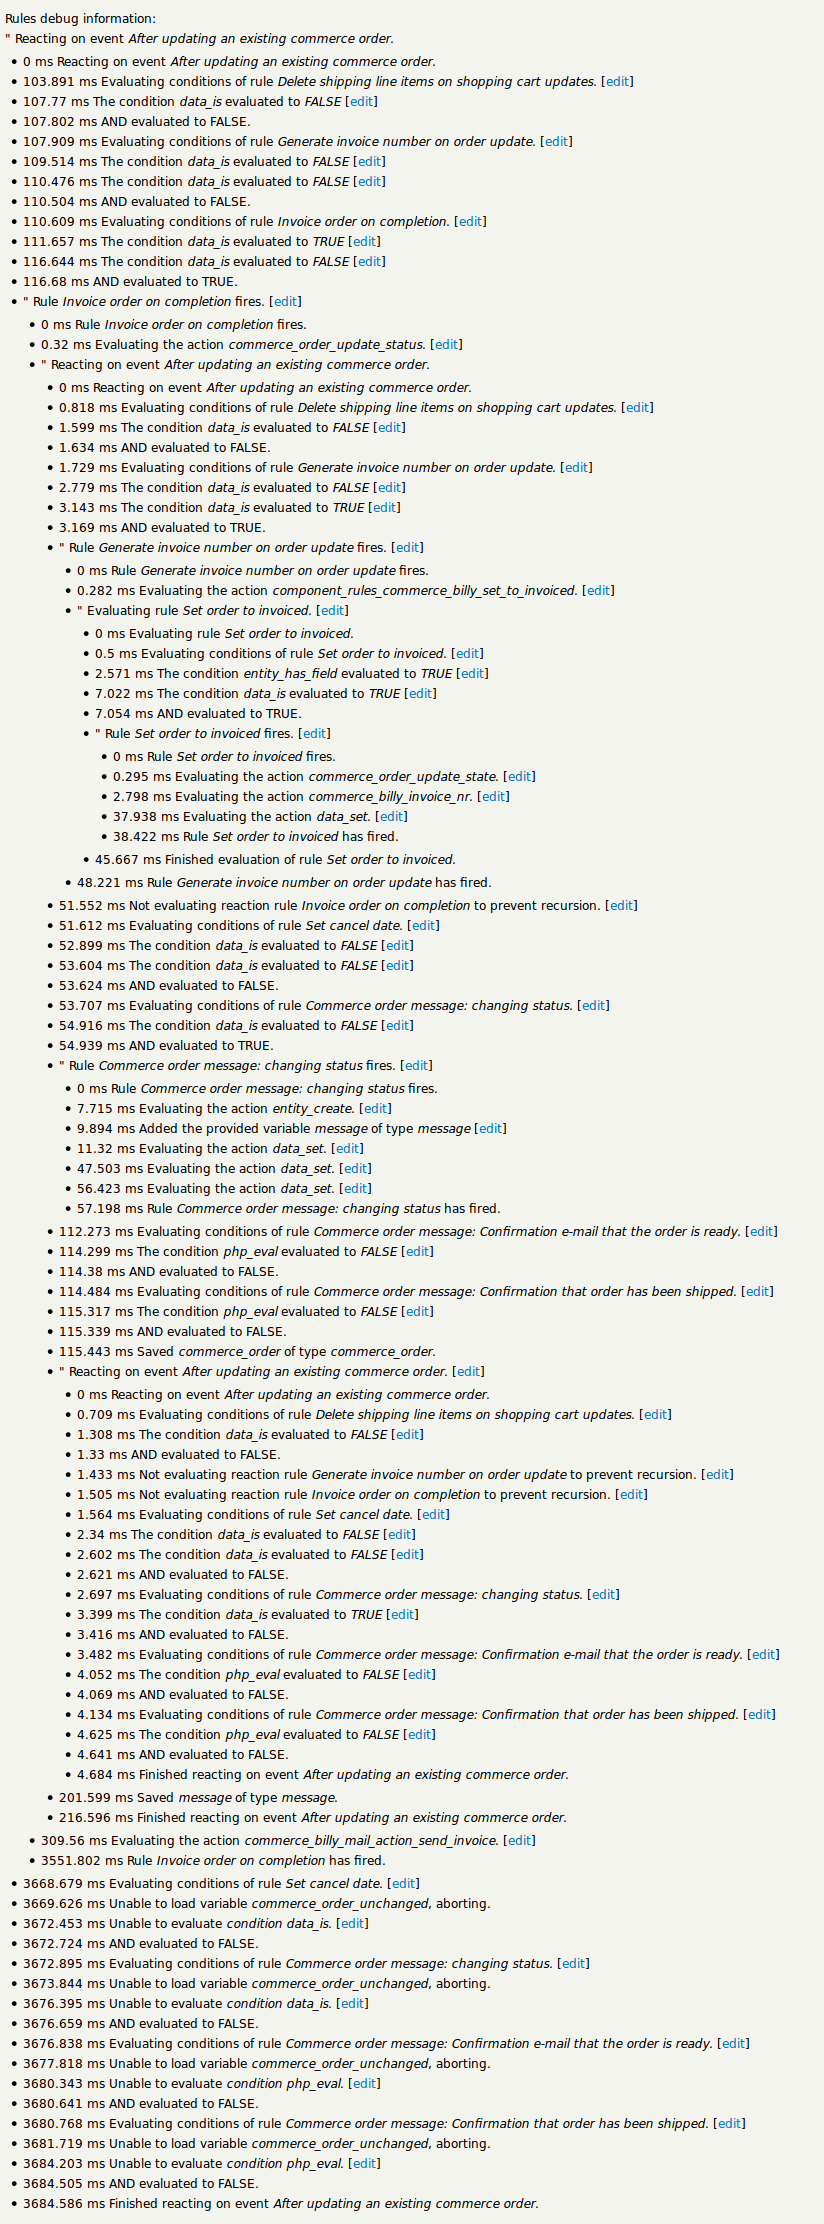 Rules debug information:
" Reacting on event After updating an existing commerce order.
• 0 ms Reacting on event After updating an existing commerce order.
• 103.891 ms Evaluating conditions of rule Delete shipping line items on shopping cart updates. [edit]
• 107.77 ms The condition data_is evaluated to FALSE [edit]
• 107.802 ms AND evaluated to FALSE.
• 107.909 ms Evaluating conditions of rule Generate invoice number on order update. [edit]
• 109.514 ms The condition data_is evaluated to FALSE [edit]
• 110.476 ms The condition data_is evaluated to FALSE [edit]
• 110.504 ms AND evaluated to FALSE.
• 110.609 ms Evaluating conditions of rule Invoice order on completion. [edit]
• 111.657 ms The condition data_is evaluated to TRUE [edit]
• 116.644 ms The condition data_is evaluated to FALSE [edit]
• 116.68 ms AND evaluated to TRUE.
• " Rule Invoice order on completion fires. [edit]
• 0 ms Rule Invoice order on completion fires.
• 0.32 ms Evaluating the action commerce_order_update_status. [edit]
• " Reacting on event After updating an existing commerce order.
• 0 ms Reacting on event After updating an existing commerce order.
• 0.818 ms Evaluating conditions of rule Delete shipping line items on shopping cart updates. [edit]
• 1.599 ms The condition data_is evaluated to FALSE [edit]
• 1.634 ms AND evaluated to FALSE.
• 1.729 ms Evaluating conditions of rule Generate invoice number on order update. [edit]
• 2.779 ms The condition data_is evaluated to FALSE [edit]
• 3.143 ms The condition data_is evaluated to TRUE [edit]
• 3.169 ms AND evaluated to TRUE.
• " Rule Generate invoice number on order update fires. [edit]
• 0 ms Rule Generate invoice number on order update fires.
• 0.282 ms Evaluating the action component_rules_commerce_billy_set_to_invoiced. [edit]
• " Evaluating rule Set order to invoiced. [edit]
• 0 ms Evaluating rule Set order to invoiced.
• 0.5 ms Evaluating conditions of rule Set order to invoiced. [edit]
• 2.571 ms The condition entity_has_field evaluated to TRUE [edit]
• 7.022 ms The condition data_is evaluated to TRUE [edit]
• 7.054 ms AND evaluated to TRUE.
• " Rule Set order to invoiced fires. [edit]
• 0 ms Rule Set order to invoiced fires.
• 0.295 ms Evaluating the action commerce_order_update_state. [edit]
• 2.798 ms Evaluating the action commerce_billy_invoice_nr. [edit]
• 37.938 ms Evaluating the action data_set. [edit]
• 38.422 ms Rule Set order to invoiced has fired.
• 45.667 ms Finished evaluation of rule Set order to invoiced.
• 48.221 ms Rule Generate invoice number on order update has fired.
• 51.552 ms Not evaluating reaction rule Invoice order on completion to prevent recursion. [edit]
• 51.612 ms Evaluating conditions of rule Set cancel date. [edit]
• 52.899 ms The condition data_is evaluated to FALSE [edit]
• 53.604 ms The condition data_is evaluated to FALSE [edit]
• 53.624 ms AND evaluated to FALSE.
• 53.707 ms Evaluating conditions of rule Commerce order message: changing status. [edit]
• 54.916 ms The condition data_is evaluated to FALSE [edit]
• 54.939 ms AND evaluated to TRUE.
• " Rule Commerce order message: changing status fires. [edit]
• 0 ms Rule Commerce order message: changing status fires.
• 7.715 ms Evaluating the action entity_create. [edit]
• 9.894 ms Added the provided variable message of type message [edit]
• 11.32 ms Evaluating the action data_set. [edit]
• 47.503 ms Evaluating the action data_set. [edit]
• 56.423 ms Evaluating the action data_set. [edit]
• 57.198 ms Rule Commerce order message: changing status has fired.
• 112.273 ms Evaluating conditions of rule Commerce order message: Confirmation e-mail that the order is ready. [edit]
• 114.299 ms The condition php_eval evaluated to FALSE [edit]
• 114.38 ms AND evaluated to FALSE.
• 114.484 ms Evaluating conditions of rule Commerce order message: Confirmation that order has been shipped. [edit]
• 115.317 ms The condition php_eval evaluated to FALSE [edit]
• 115.339 ms AND evaluated to FALSE.
• 115.443 ms Saved commerce_order of type commerce_order.
• " Reacting on event After updating an existing commerce order. [edit]
• 0 ms Reacting on event After updating an existing commerce order.
• 0.709 ms Evaluating conditions of rule Delete shipping line items on shopping cart updates. [edit]
• 1.308 ms The condition data_is evaluated to FALSE [edit]
• 1.33 ms AND evaluated to FALSE.
• 1.433 ms Not evaluating reaction rule Generate invoice number on order update to prevent recursion. [edit]
• 1.505 ms Not evaluating reaction rule Invoice order on completion to prevent recursion. [edit]
• 1.564 ms Evaluating conditions of rule Set cancel date. [edit]
• 2.34 ms The condition data_is evaluated to FALSE [edit]
• 2.602 ms The condition data_is evaluated to FALSE [edit]
• 2.621 ms AND evaluated to FALSE.
• 2.697 ms Evaluating conditions of rule Commerce order message: changing status. [edit]
• 3.399 ms The condition data_is evaluated to TRUE [edit]
• 3.416 ms AND evaluated to FALSE.
• 3.482 ms Evaluating conditions of rule Commerce order message: Confirmation e-mail that the order is ready. [edit]
• 4.052 ms The condition php_eval evaluated to FALSE [edit]
• 4.069 ms AND evaluated to FALSE.
• 4.134 ms Evaluating conditions of rule Commerce order message: Confirmation that order has been shipped. [edit]
• 4.625 ms The condition php_eval evaluated to FALSE [edit]
• 4.641 ms AND evaluated to FALSE.
• 4.684 ms Finished reacting on event After updating an existing commerce order.
• 201.599 ms Saved message of type message.
• 216.596 ms Finished reacting on event After updating an existing commerce order.
• 309.56 ms Evaluating the action commerce_billy_mail_action_send_invoice. [edit]
• 3551.802 ms Rule Invoice order on completion has fired.
• 3668.679 ms Evaluating conditions of rule Set cancel date. [edit]
• 3669.626 ms Unable to load variable commerce_order_unchanged, aborting.
• 3672.453 ms Unable to evaluate condition data_is. [edit]
• 3672.724 ms AND evaluated to FALSE.
• 3672.895 ms Evaluating conditions of rule Commerce order message: changing status. [edit]
• 3673.844 ms Unable to load variable commerce_order_unchanged, aborting.
• 3676.395 ms Unable to evaluate condition data_is. [edit]
• 3676.659 ms AND evaluated to FALSE.
• 3676.838 ms Evaluating conditions of rule Commerce order message: Confirmation e-mail that the order is ready. [edit]
• 3677.818 ms Unable to load variable commerce_order_unchanged, aborting.
• 3680.343 ms Unable to evaluate condition php_eval. [edit]
• 3680.641 ms AND evaluated to FALSE.
• 3680.768 ms Evaluating conditions of rule Commerce order message: Confirmation that order has been shipped. [edit]
• 3681.719 ms Unable to load variable commerce_order_unchanged, aborting.
• 3684.203 ms Unable to evaluate condition php_eval. [edit]
• 3684.505 ms AND evaluated to FALSE.
• 3684.586 ms Finished reacting on event After updating an existing commerce order.